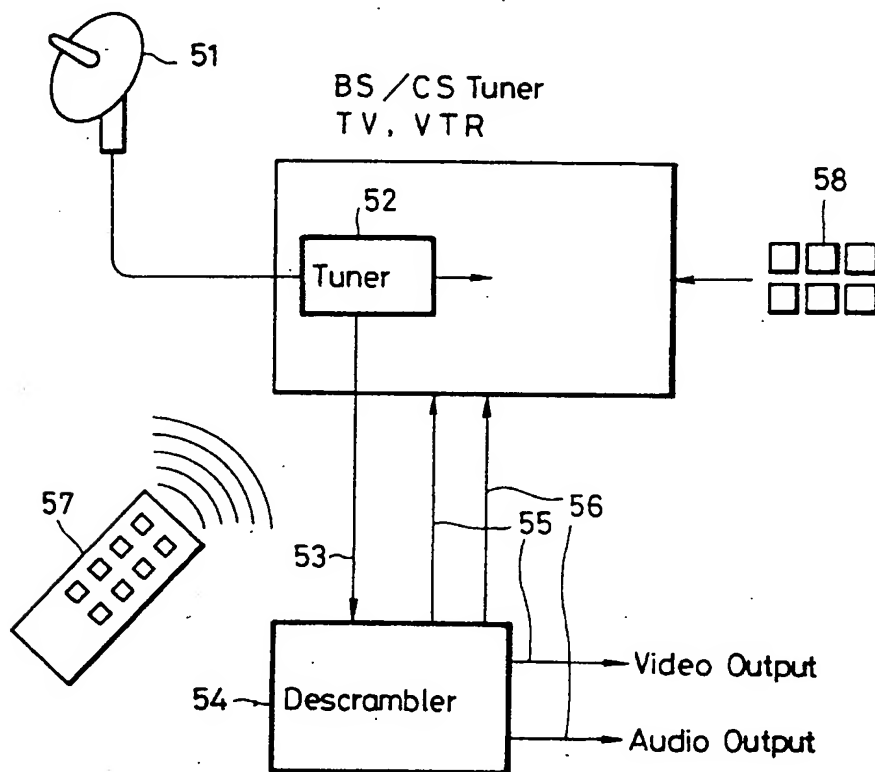 51
BS/CS Tuner
TV, VTR
52
58
Tuner
57
53
55
56
54
Descrambler
Video Output
Audio Output